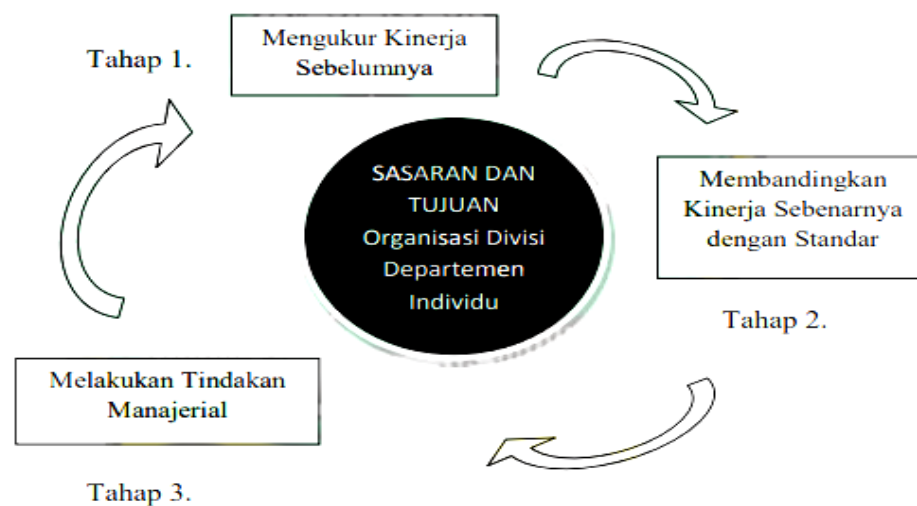 Tahap 1.
Mengukur Kinerja
Sebelumnya
SASARAN DAN
TUJUAN
Organisasi Divisi
Departemen
Individu
Membandingkan
Kinerja Sebenarnya
dengan Standar
Tahap 2.
Melakukan Tindakan
Manajerial
Tahap 3.